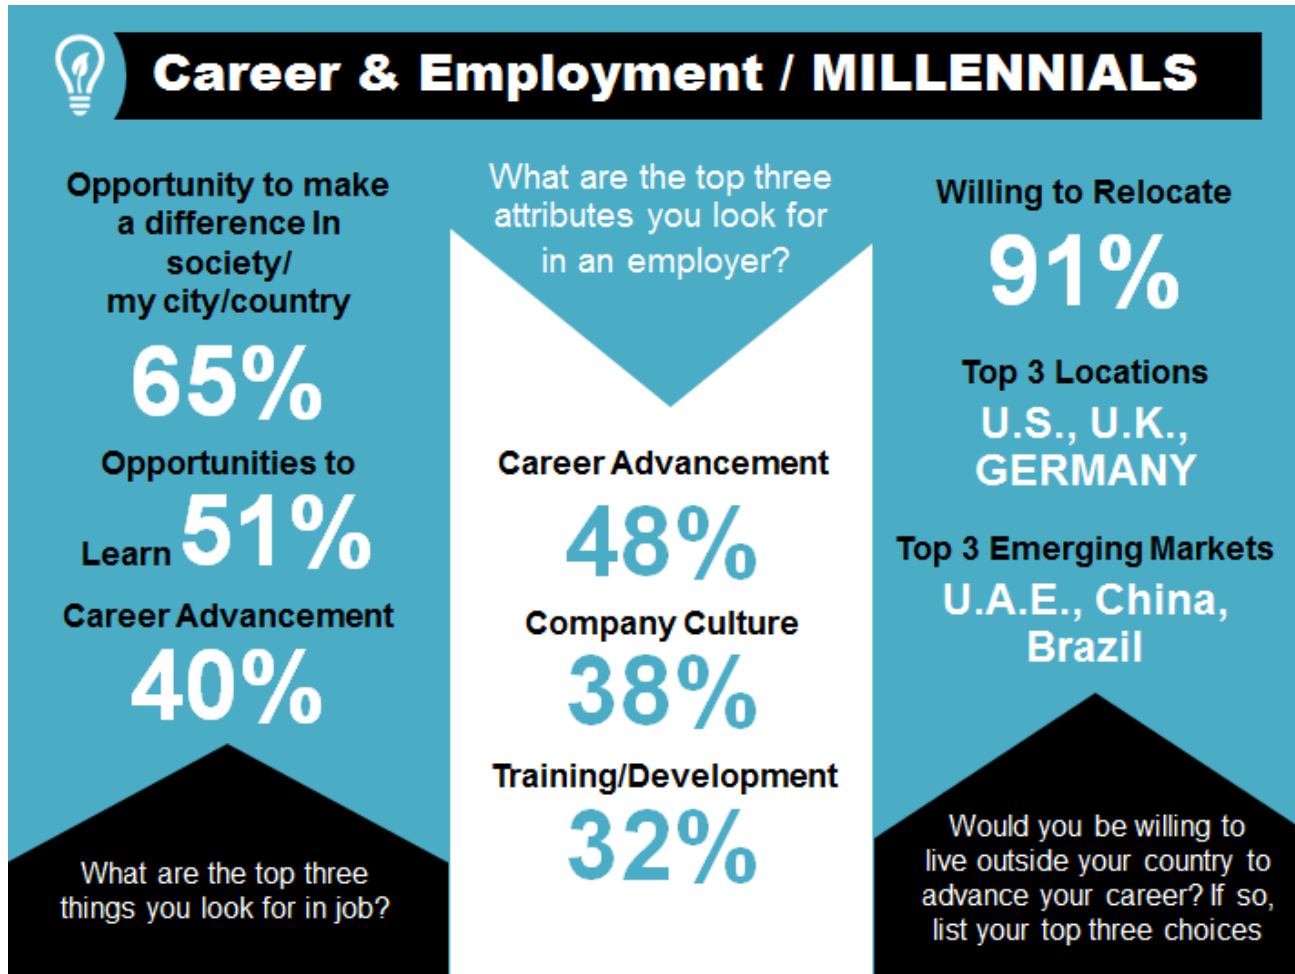 Career & Employment / MILLENNIALS
Opportunity to make
a difference In
society/
my city/country
65%
Opportunities to
Learn 51%
Career Advancement
40%
What are the top three
things you look for in job?
What are the top three
attributes you look for
in an employer?
Career Advancement
48%
Company Culture
38%
Training/Development
32%
Willing to Relocate
91%
Top 3 Locations
U.S., U.K.,
GERMANY
Top 3 Emerging Markets
U.A.E., China,
Brazil
Would you be willing to
live outside your country to
advance your career? If so,
list your top three choices